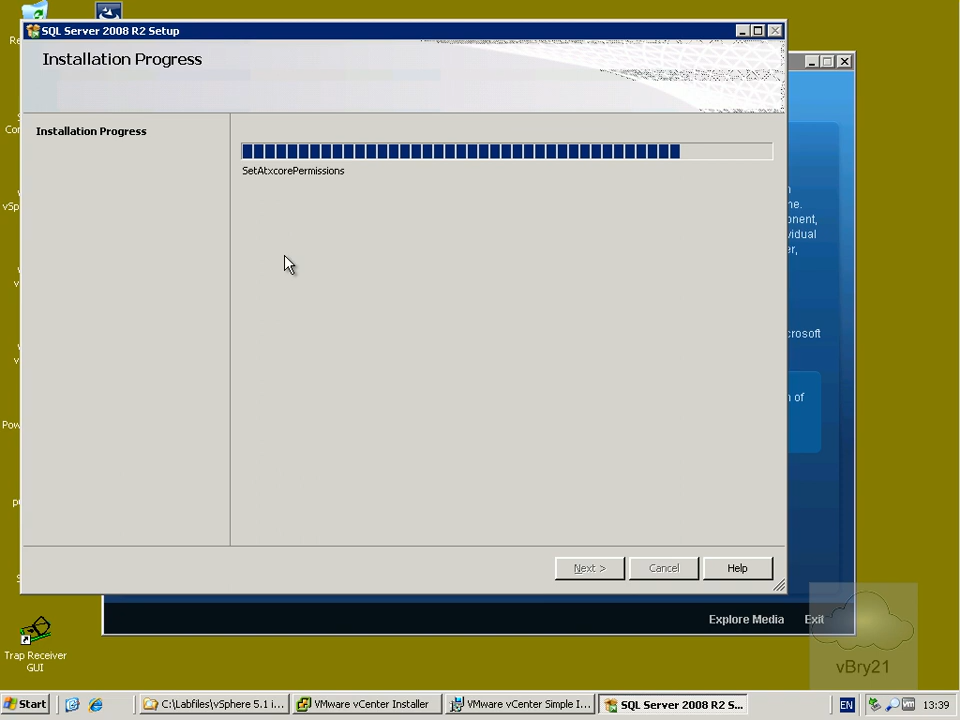 SQL Server 2008 R2 Setup
Installation Progress
Installation Progress
SetAtxcorePermissions
Next >
Cancel
Help
ponent,
vidual
er,
crosoft
of
Explore Media
Exit
Trap Receiver
GUI
vBry21
Start
C:\Labfiles\vSphere 5.1 i...
VMware vCenter Installer
VMware vCenter Simple I...
SQL Server 2008 R2 S...
EN
13:39